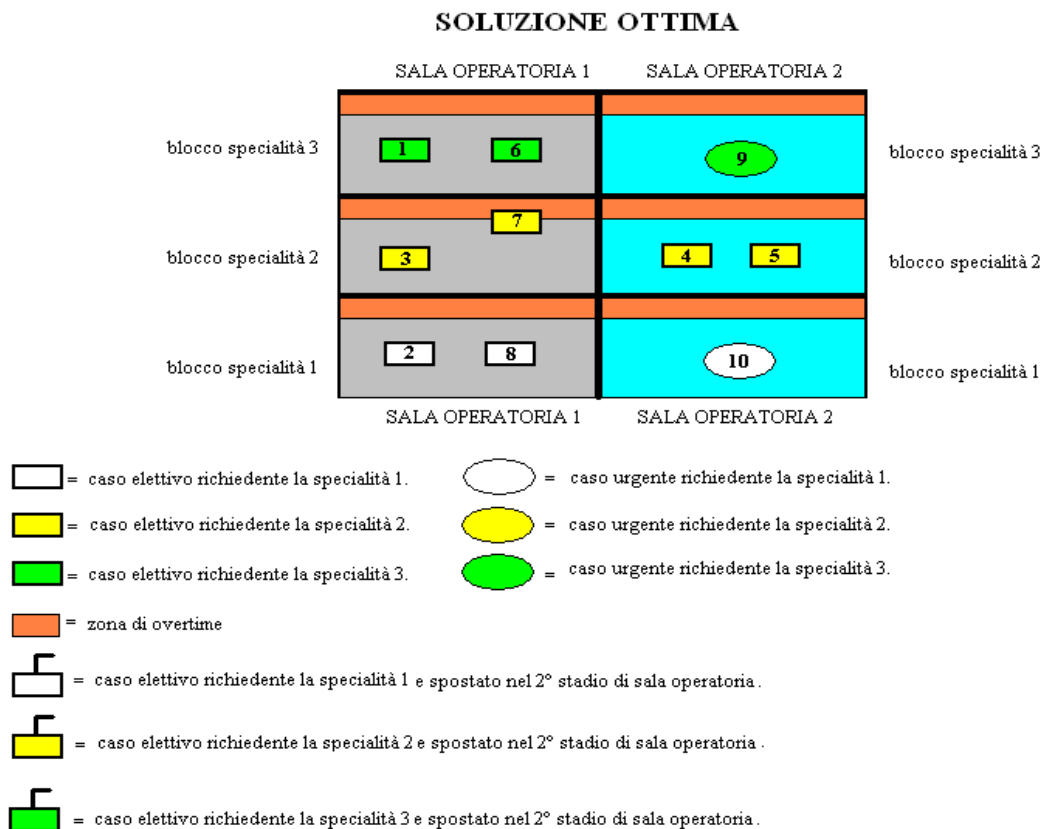 SOLUZIONE OTTIMA
SALA OPERATORIA 1 SALA OPERATORIA 2
blocco specialità 3 1 6 9 blocco specialità 3
7
blocco specialità 2 3 4 5 blocco specialità 2
2 8 10
blocco specialità 1 blocco specialità 1
SALA OPERATORIA 1 SALA OPERATORIA 2
= caso elettivo richiedente la specialità 1. = caso urgente richiedente la specialità 1.
= caso elettivo richiedente la specialità 2. = caso urgente richiedente la specialità 2.
= caso elettivo richiedente la specialità 3. = caso urgente richiedente la specialità 3.
= zona di overtime
= caso elettivo richiedente la specialità 1 e spostato nel 2° stadio di sala operatoria.
= caso elettivo richiedente la specialità 2 e spostato nel 2° stadio di sala operatoria.
= caso elettivo richiedente la specialità 3 e spostato nel 2° stadio di sala operatoria.